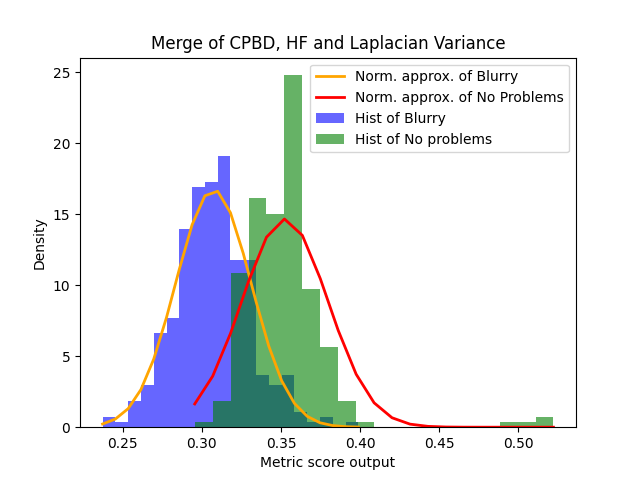 Merge of CPBD, HF and Laplacian Variance
Norm. approx. of Blurry
Norm. approx. of No Problems
Hist of Blurry
Hist of No problems
Density
25
20
15
10
5
0
0.25 0.30 0.35 0.40 0.45 0.50
Metric score output